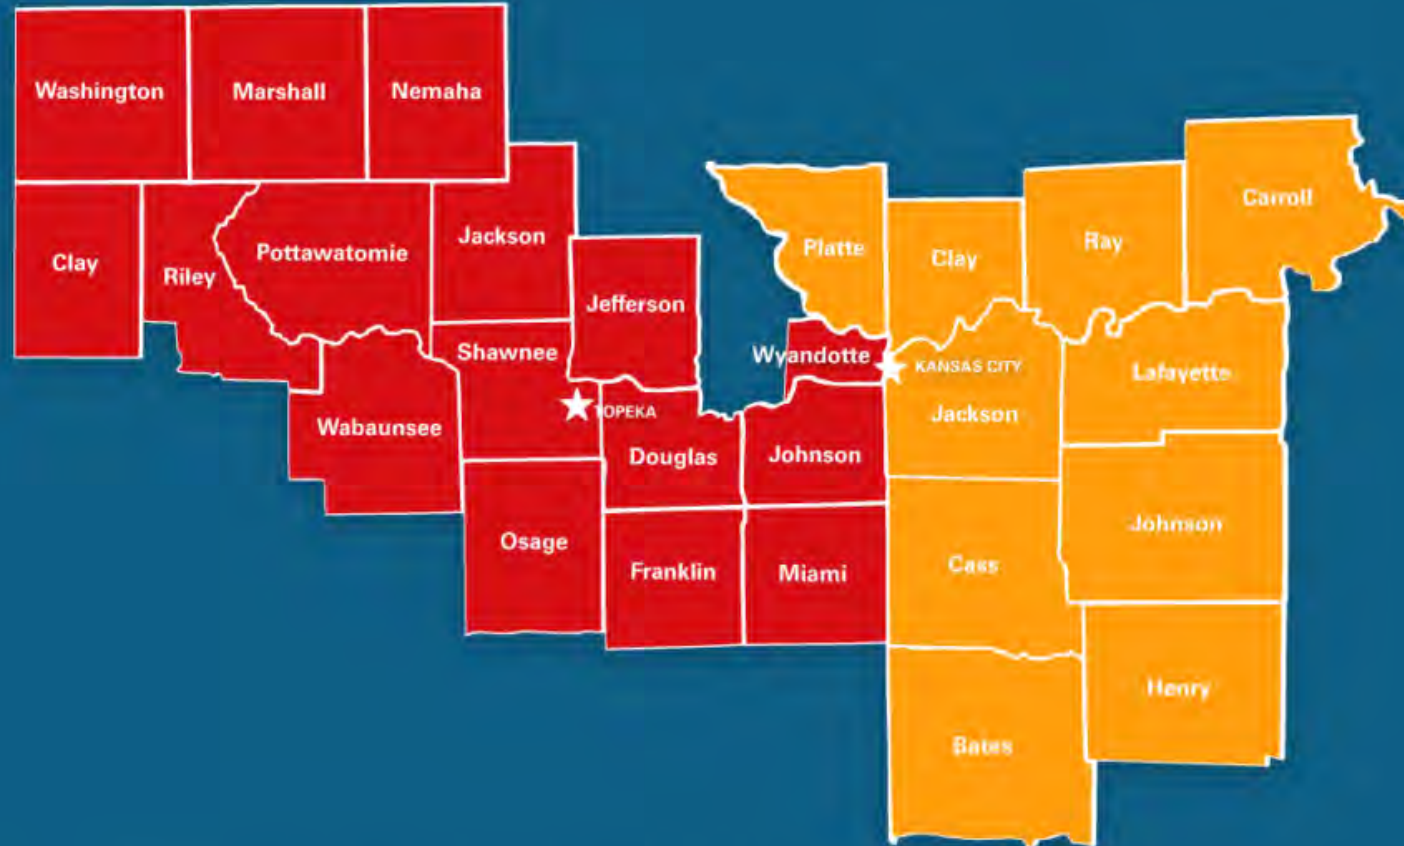 Washington
Marshall
Nemaha
Clay
Riley
Pottawatomie
Jackson
Jefferson
Shawnee
TOPEKA
Wabaunsee
Osage
Douglas
Franklin
Wyandotte
Johnson
Miami
Platte
Clay
Ray
Carroll
KANSAS CITY
Jackson
Lafayette
Cass
Johnson
Bates
Henry